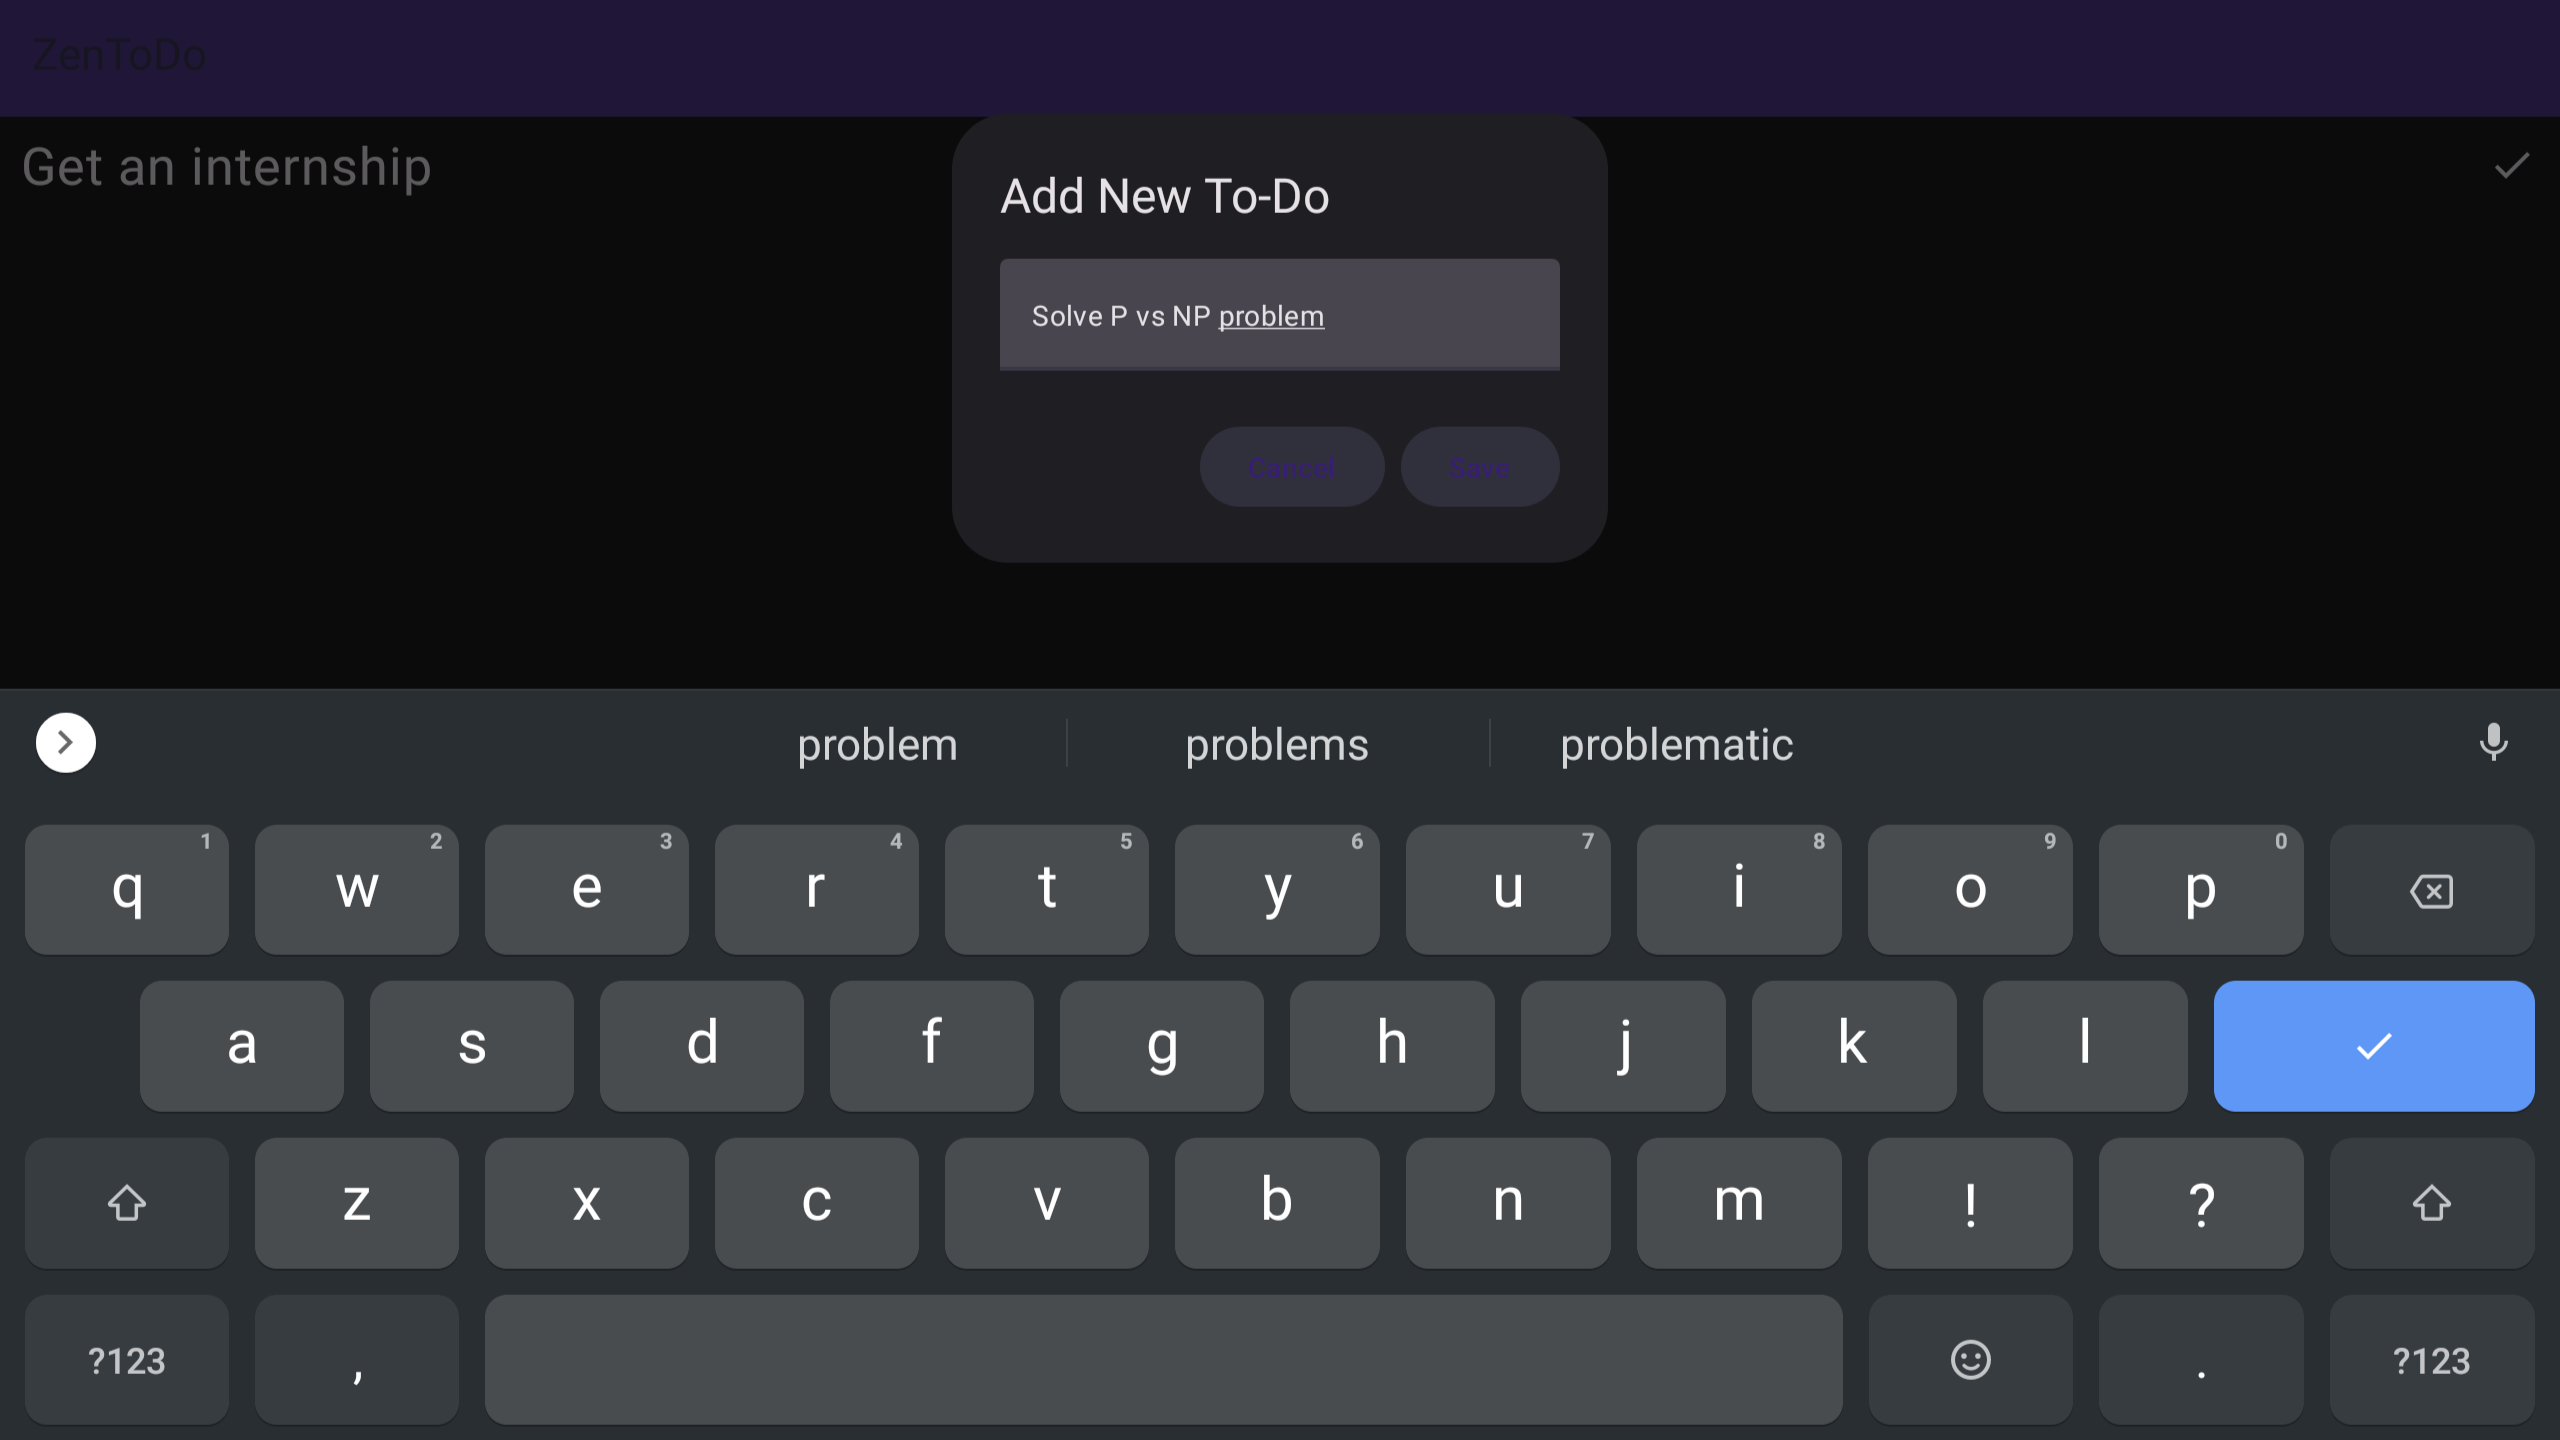 ZenToDo
Get an internship
Add New To-Do
Solve P vs NP problem
Cancel
Save
problem
problems
problematic
q 1 w 2 e 3 r 4 t 5 y 6 u 7 i 8 o 9 p 0
a s d f g h j k l
z x c v b n m ! ?
?123 , . ?123